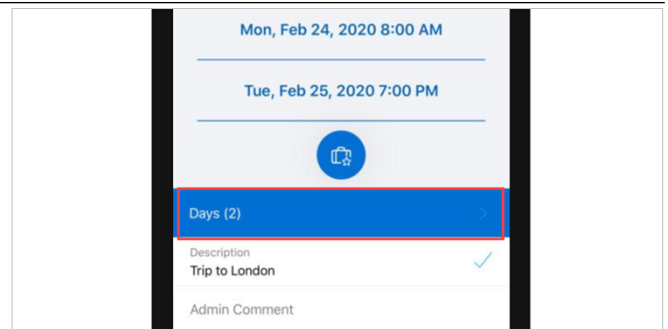 Mon, Feb 24, 2020 8:00 AM
Tue, Feb 25, 2020 7:00 PM
Days (2)
Description
Trip to London
Admin Comment